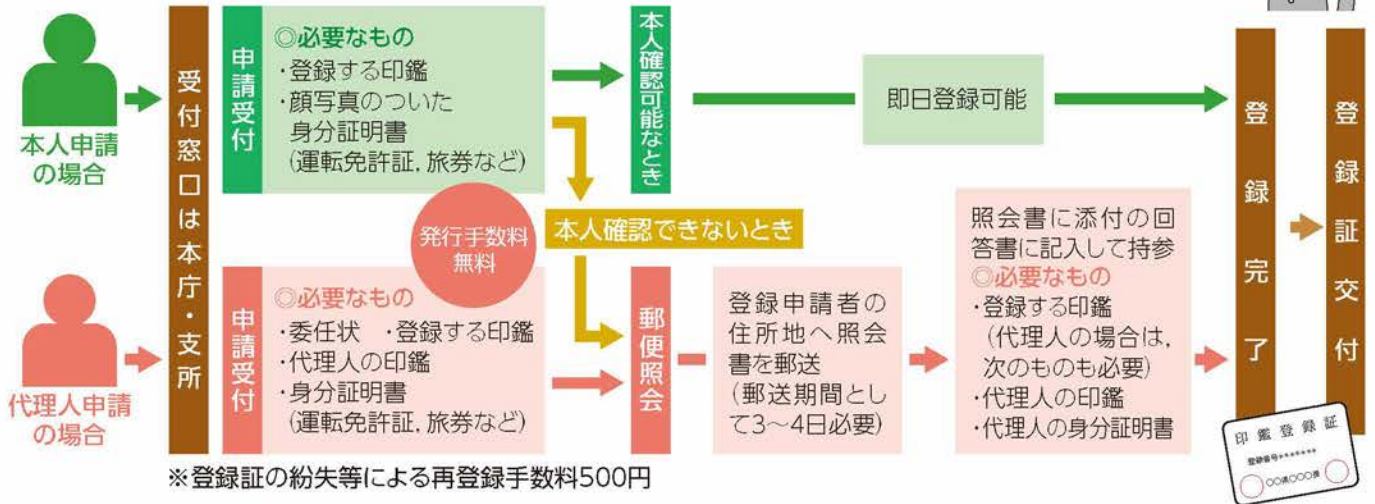 本人申請
の場合
受付窓口は本庁・支所
申請受付
◎必要なもの
・登録する印鑑
・顔写真のついた
身分証明書
(運転免許証,旅券など)
本人確認可能なとき
即日登録可能
発行手数料
無料
本人確認できないとき
代理人申請
の場合
申請受付
◎必要なもの
・委任状 ・登録する印鑑
・代理人の印鑑
・身分証明書
(運転免許証,旅券など)
郵便照会
登録申請者の
住所地へ照会
書を郵送
(郵送期間とし
て3～4日必要)
照会書に添付の回
答書に記入して持参
◎必要なもの
・登録する印鑑
(代理人の場合は,
次のものも必要)
・代理人の印鑑
・代理人の身分証明書
登録完了
登録証交付
印鑑登録証
登録番号*******
〇〇県〇〇〇課
※登録証の紛失等による再登録手数料500円